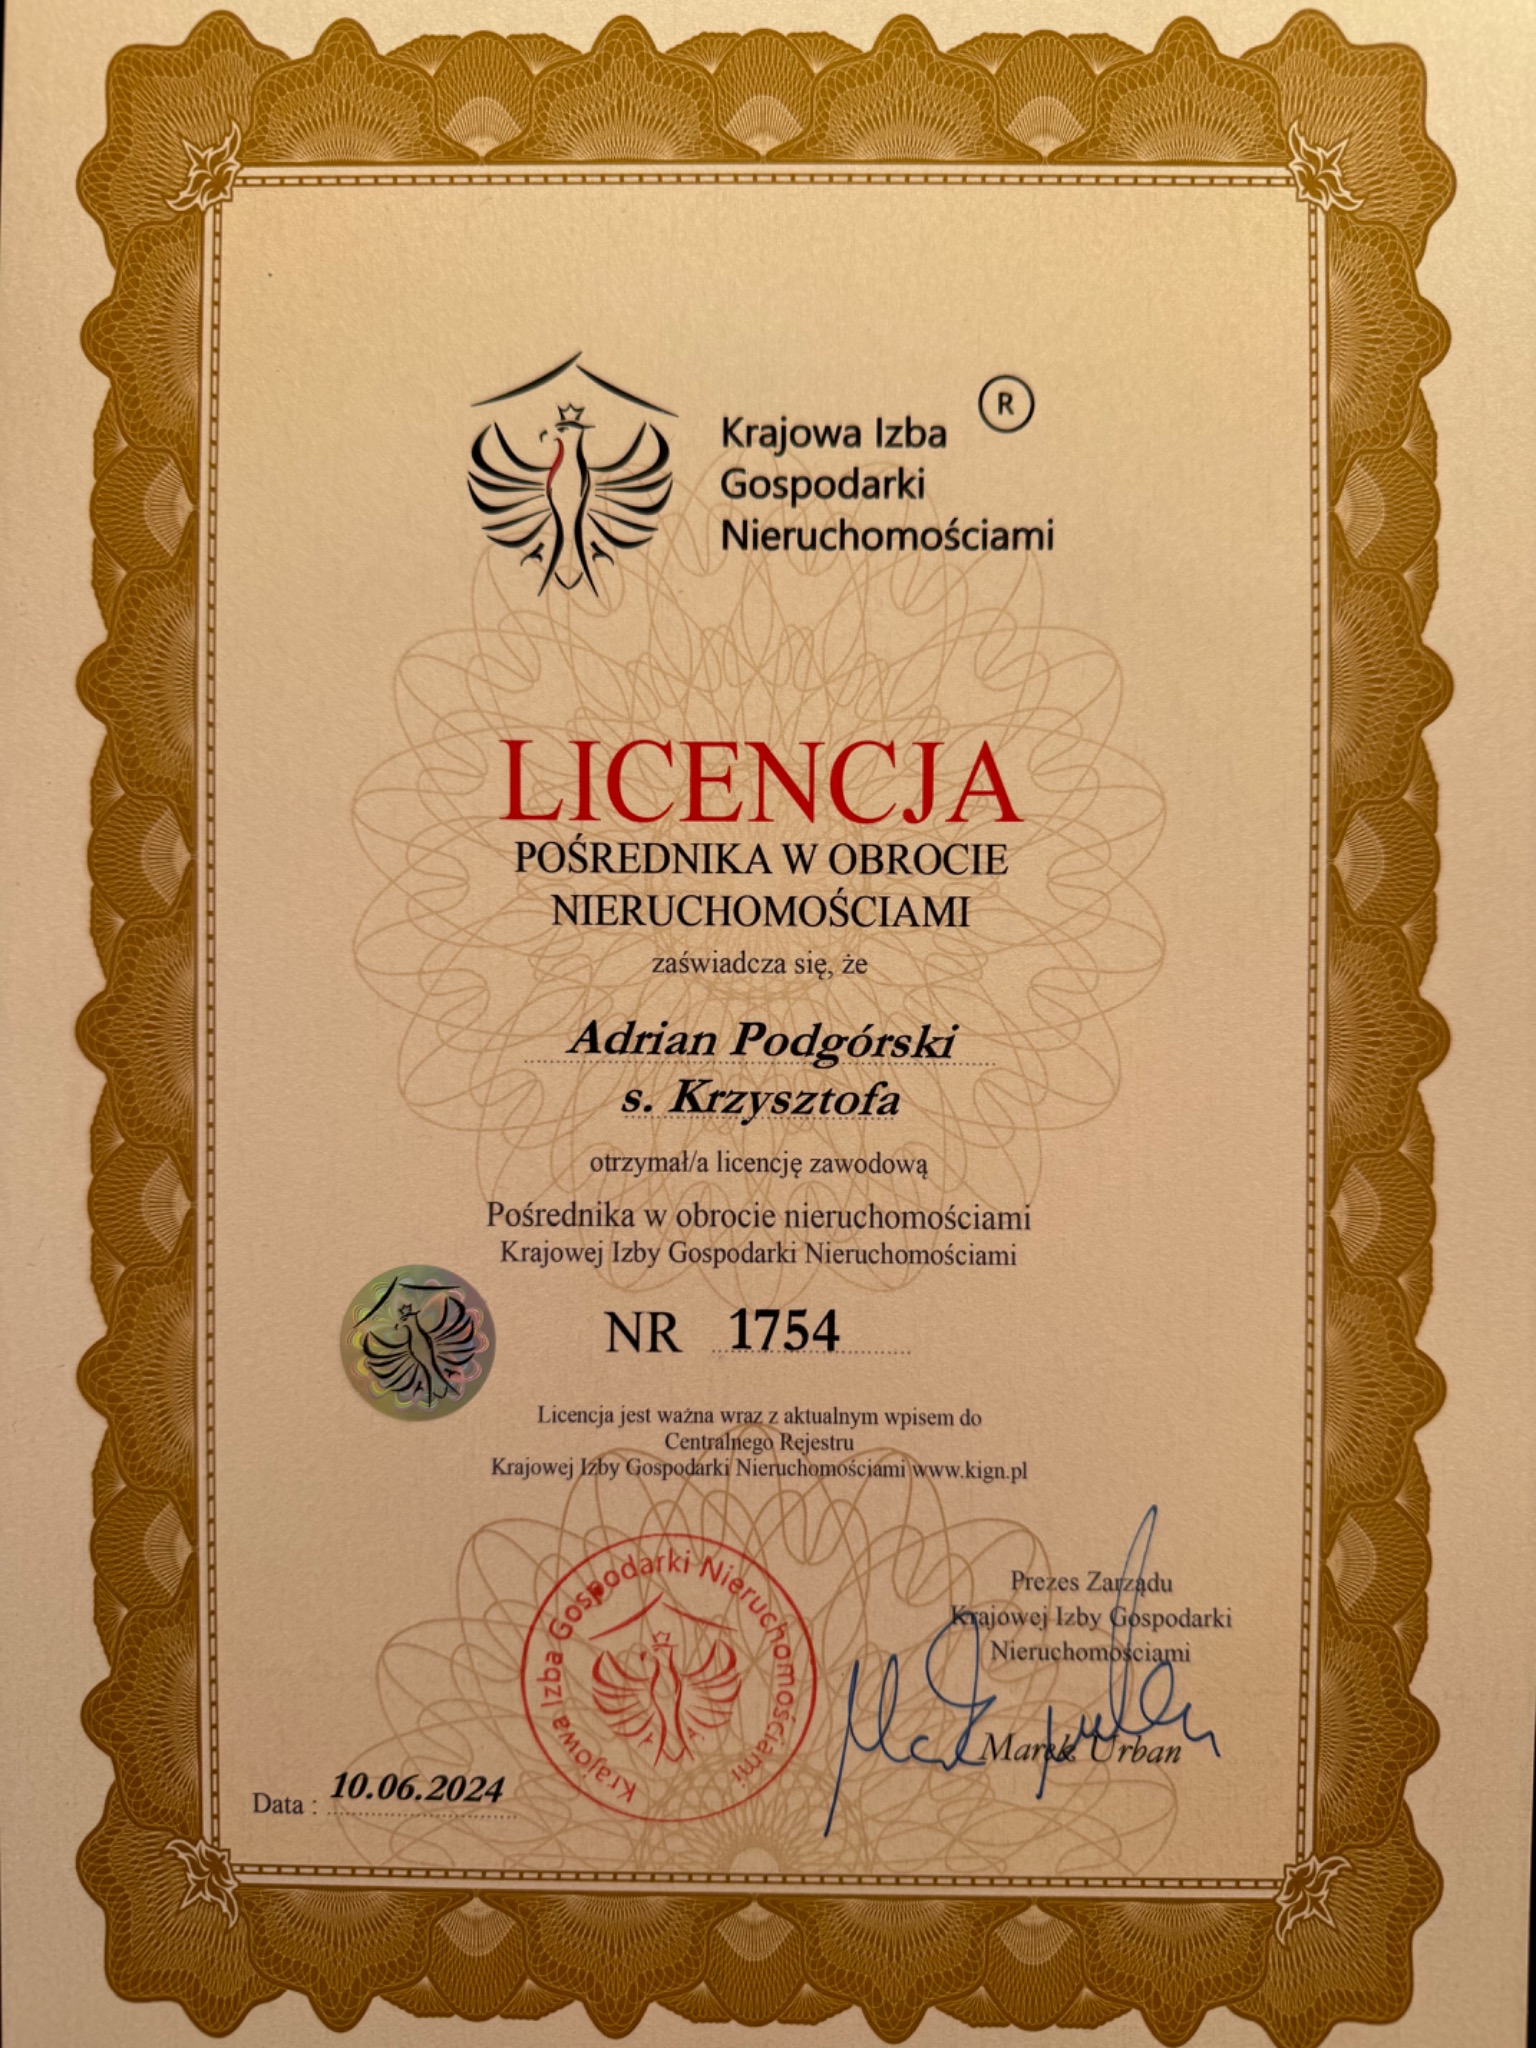 Krajowa Izba ®
Gospodarki
Nieruchomościami
LICENCJA
POŚREDNIKA W OBROCIE
NIERUCHOMOŚCIAMI
zaświadcza się, że
Adrian Podgórski
s. Krzysztofa
otrzymał/a licencję zawodową
Pośrednika w obrocie nieruchomościami
Krajowej Izby Gospodarki Nieruchomościami
NR 1754
Licencja jest ważna wraz z aktualnym wpisem do
Centralnego Rejestru
Krajowej Izby Gospodarki Nieruchomościami www.kign.pl
Krajowa Izba Gospodarki Nieruchomościami
Prezes Zarządu
Krajowej Izby Gospodarki
Nieruchomościami
Marek Urban
Data : 10.06.2024